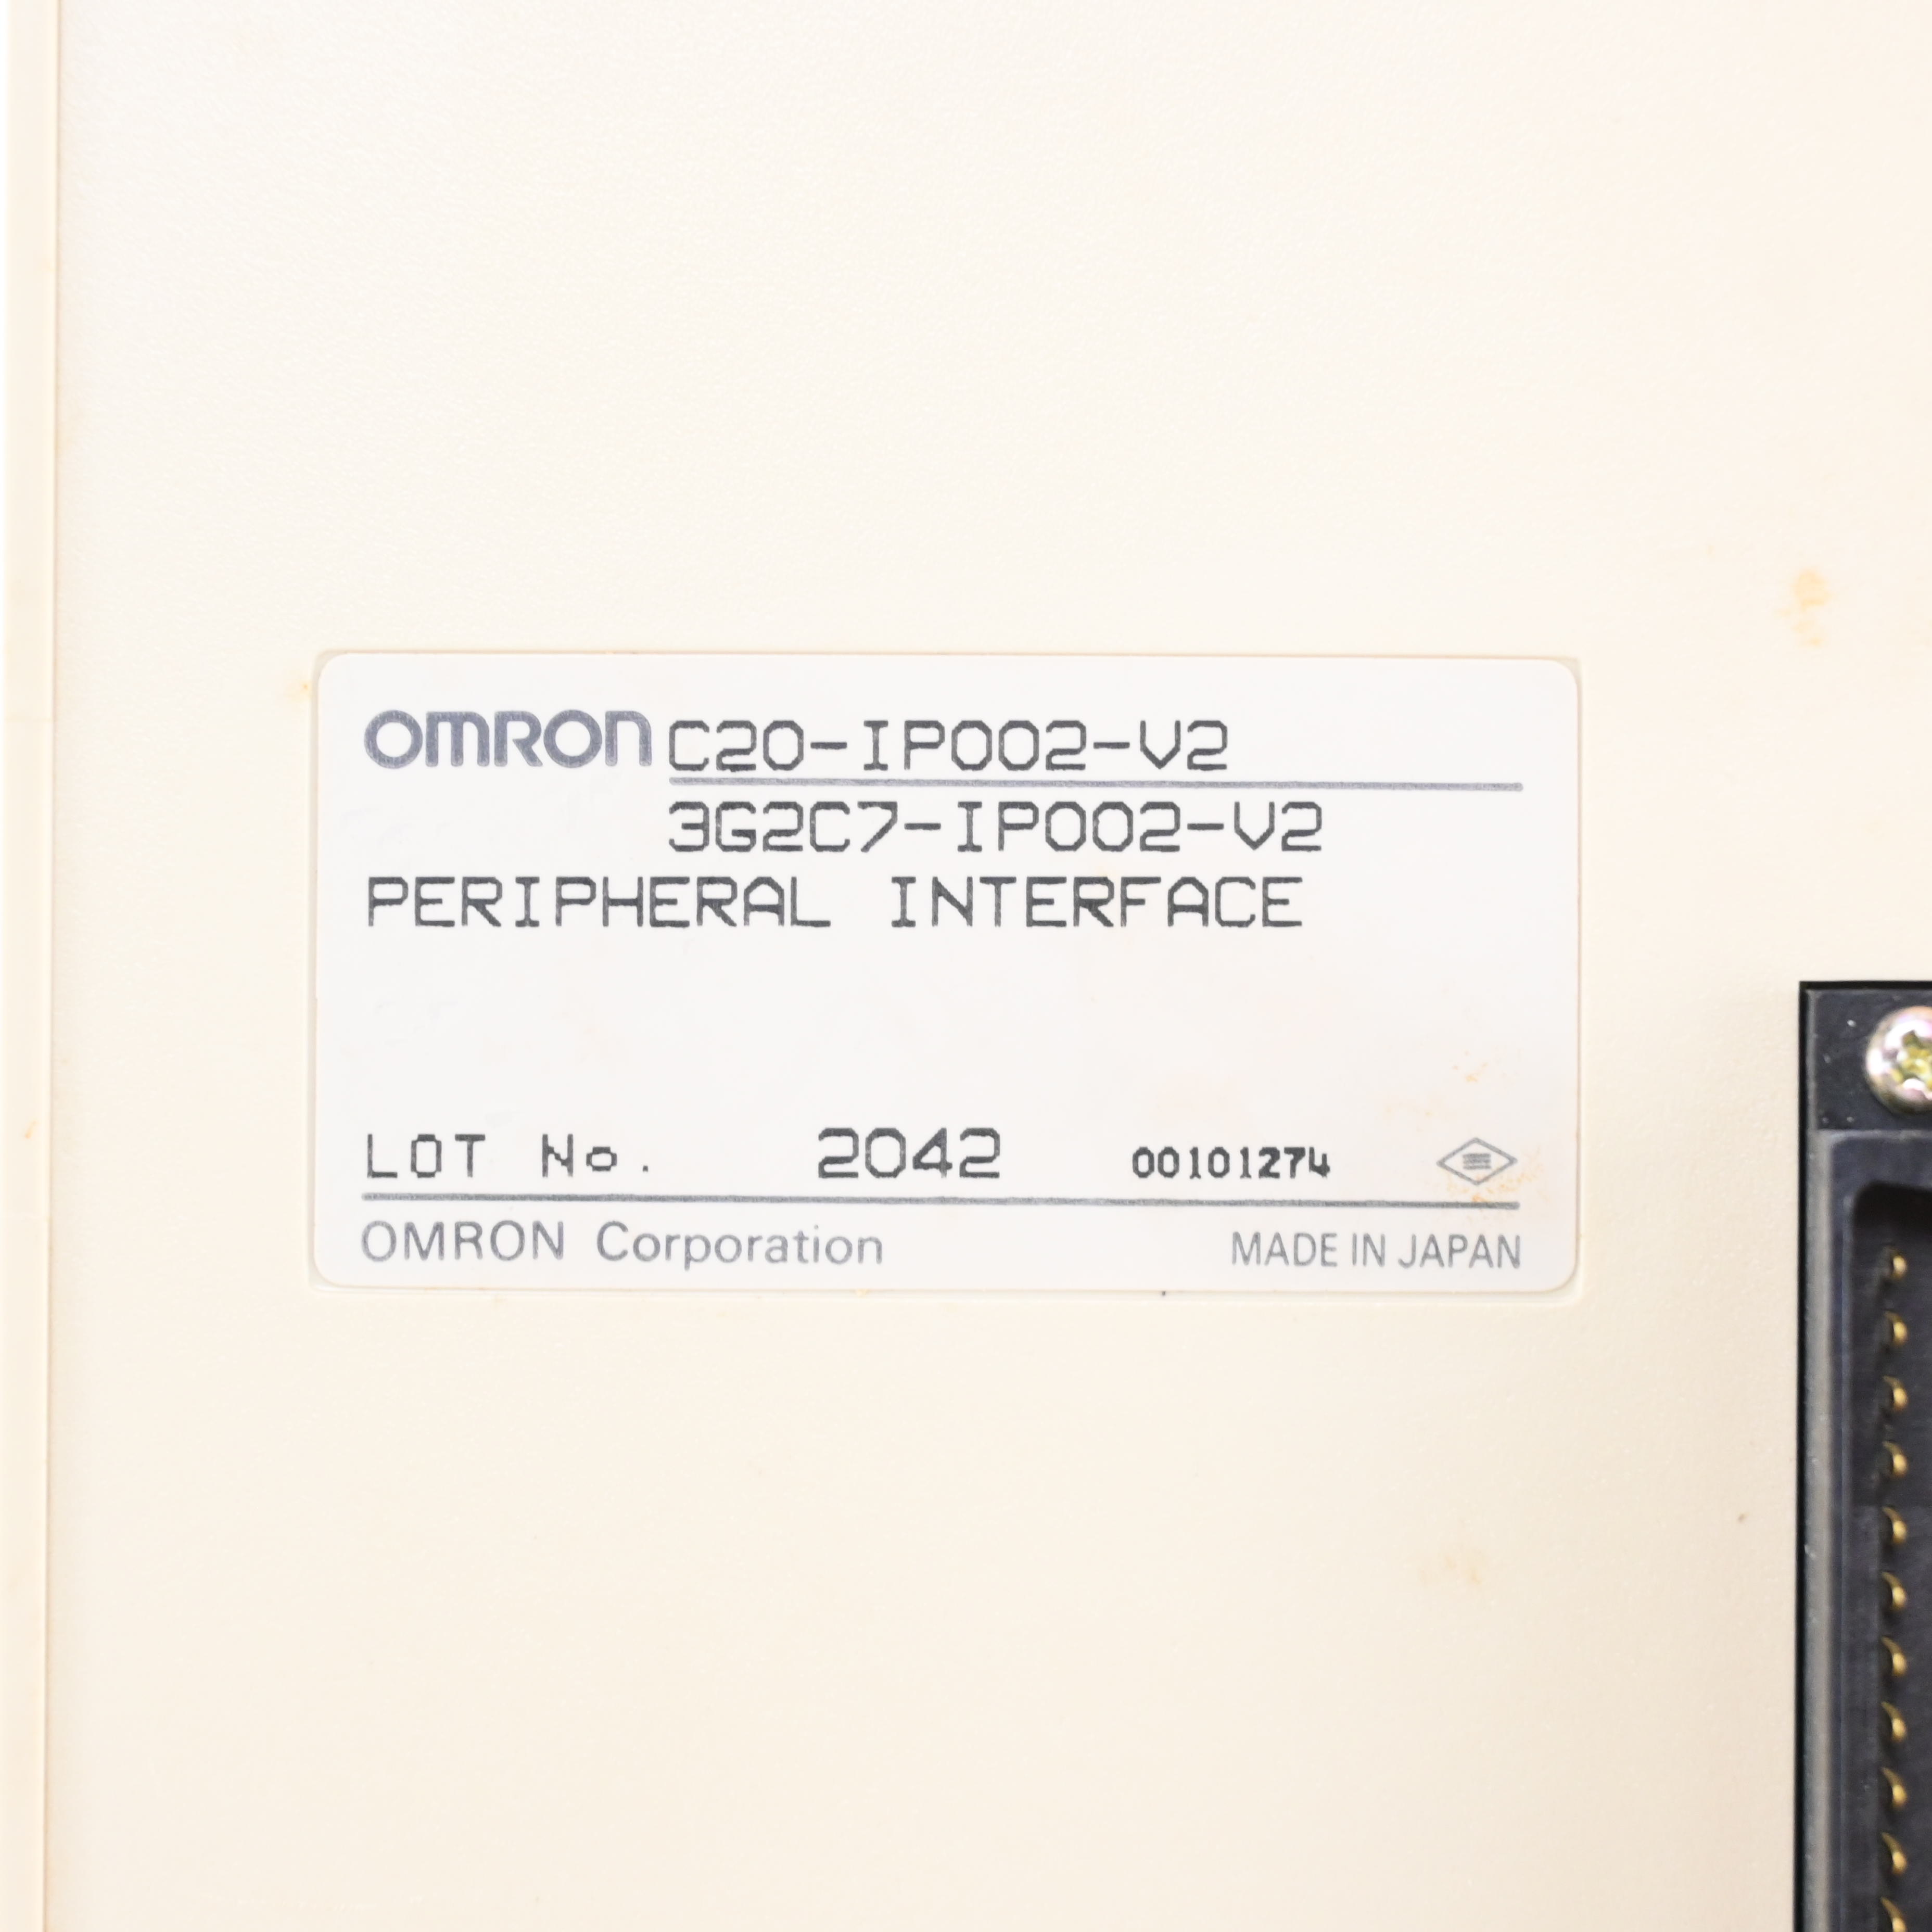 OMRON C20-IP002-V2
3G2C7-IP002-V2
PERIPHERAL INTERFACE
LOT No. 2042 00101274
OMRON Corporation MADE IN JAPAN